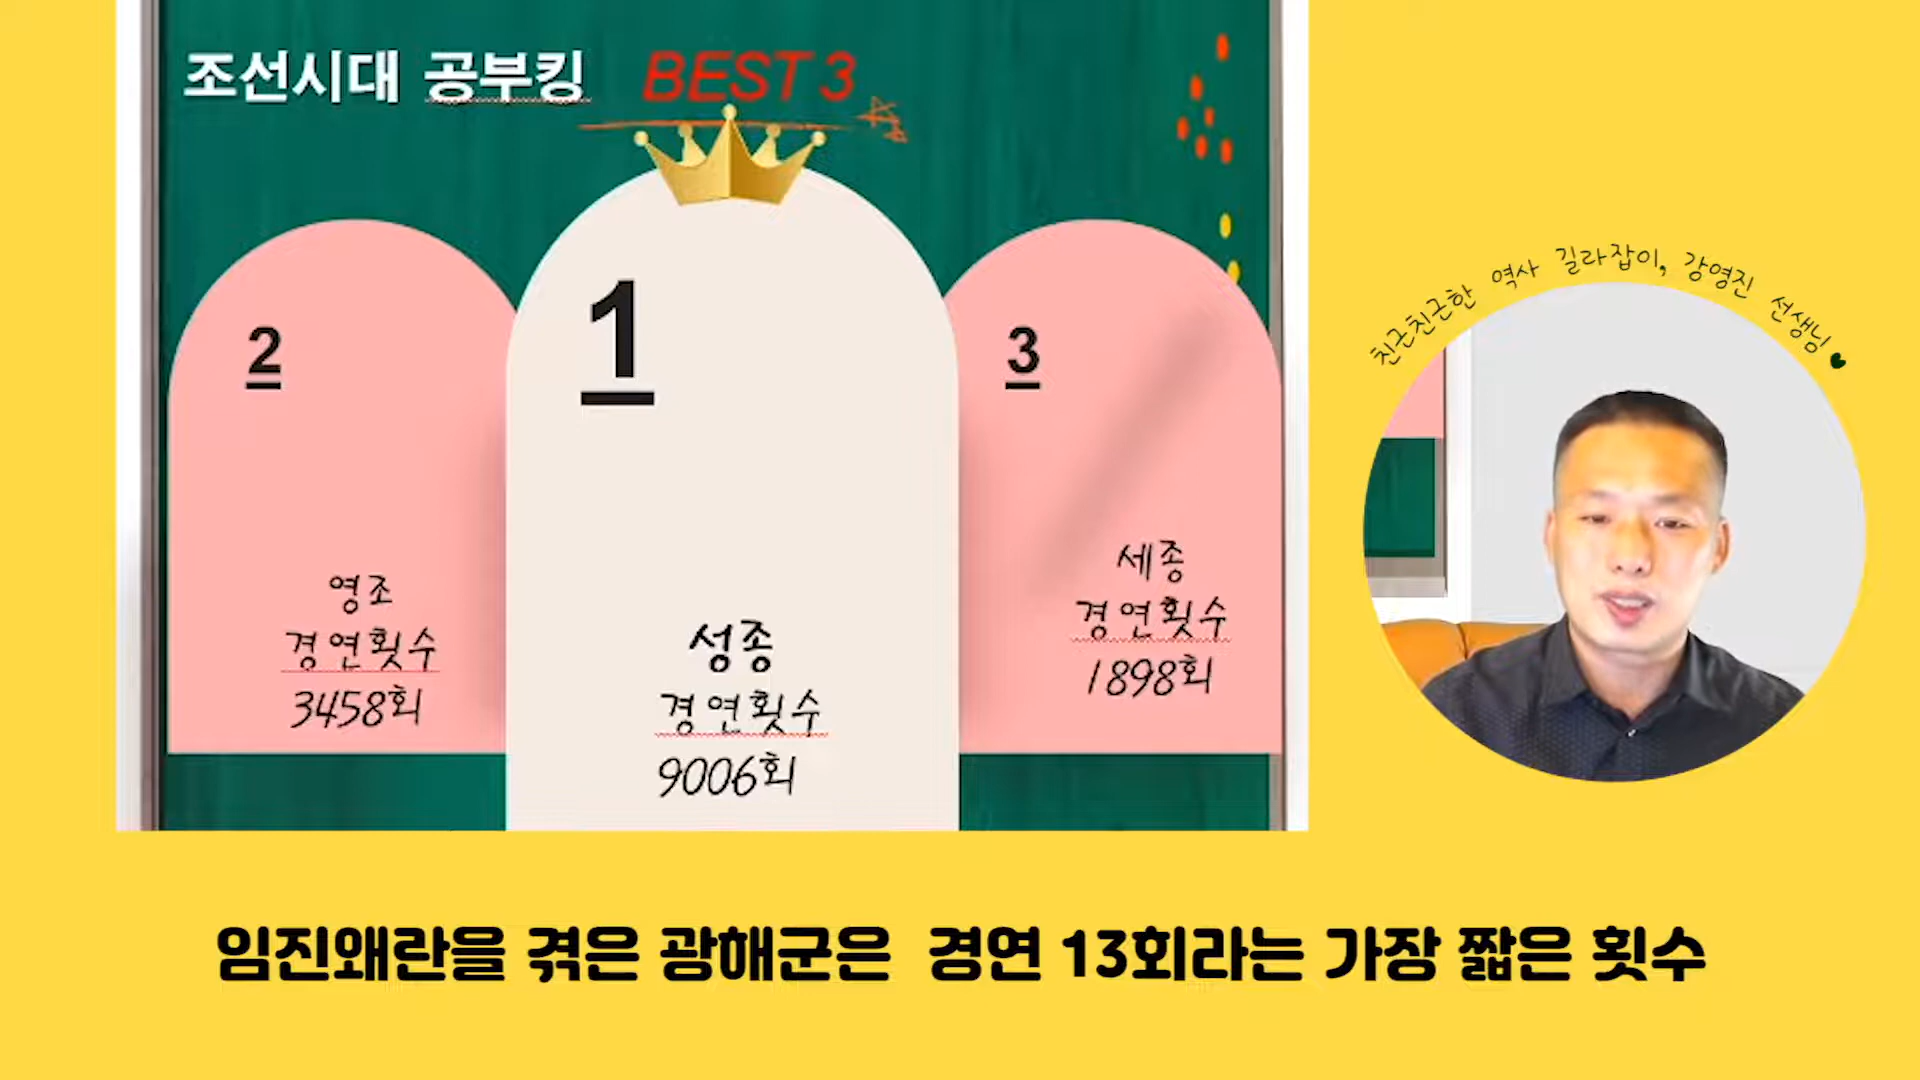 조선시대 공부킹 BEST 3
2
영조
경연횟수
3458회
1
성종
경연횟수
9006회
3
세종
경연횟수
1898회
친근친근한 역사 길라잡이, 강영진 선생님
임진왜란을 겪은 광해군은 경연 13회라는 가장 짧은 횟수